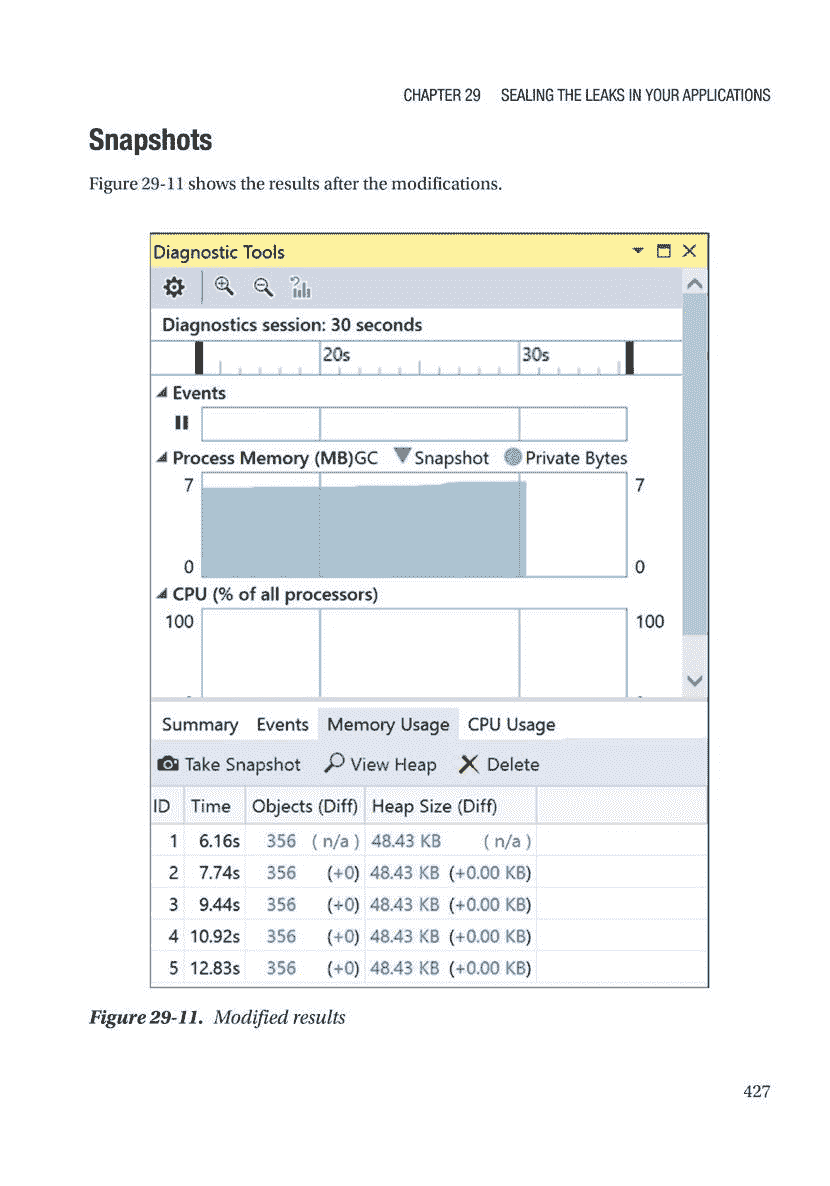 CHAPTER 29 SEALING THE LEAKS IN YOUR APPLICATIONS
Snapshots
Figure 29-11 shows the results after the modifications.
Diagnostic Tools
Diagnostics session: 30 seconds
20s 30s
Events
Process Memory (MB)GC Snapshot Private Bytes
7 7
0 0
CPU (% of all processors)
100 100
Summary Events Memory Usage CPU Usage
Take Snapshot View Heap Delete
ID Time Objects (Diff) Heap Size (Diff)
1 6.16s 356 ( n/a ) 48.43 KB ( n/a )
2 7.74s 356 (+0) 48.43 KB (+0.00 KB)
3 9.44s 356 (+0) 48.43 KB (+0.00 KB)
4 10.92s 356 (+0) 48.43 KB (+0.00 KB)
5 12.83s 356 (+0) 48.43 KB (+0.00 KB)
Figure 29-11. Modified results
427